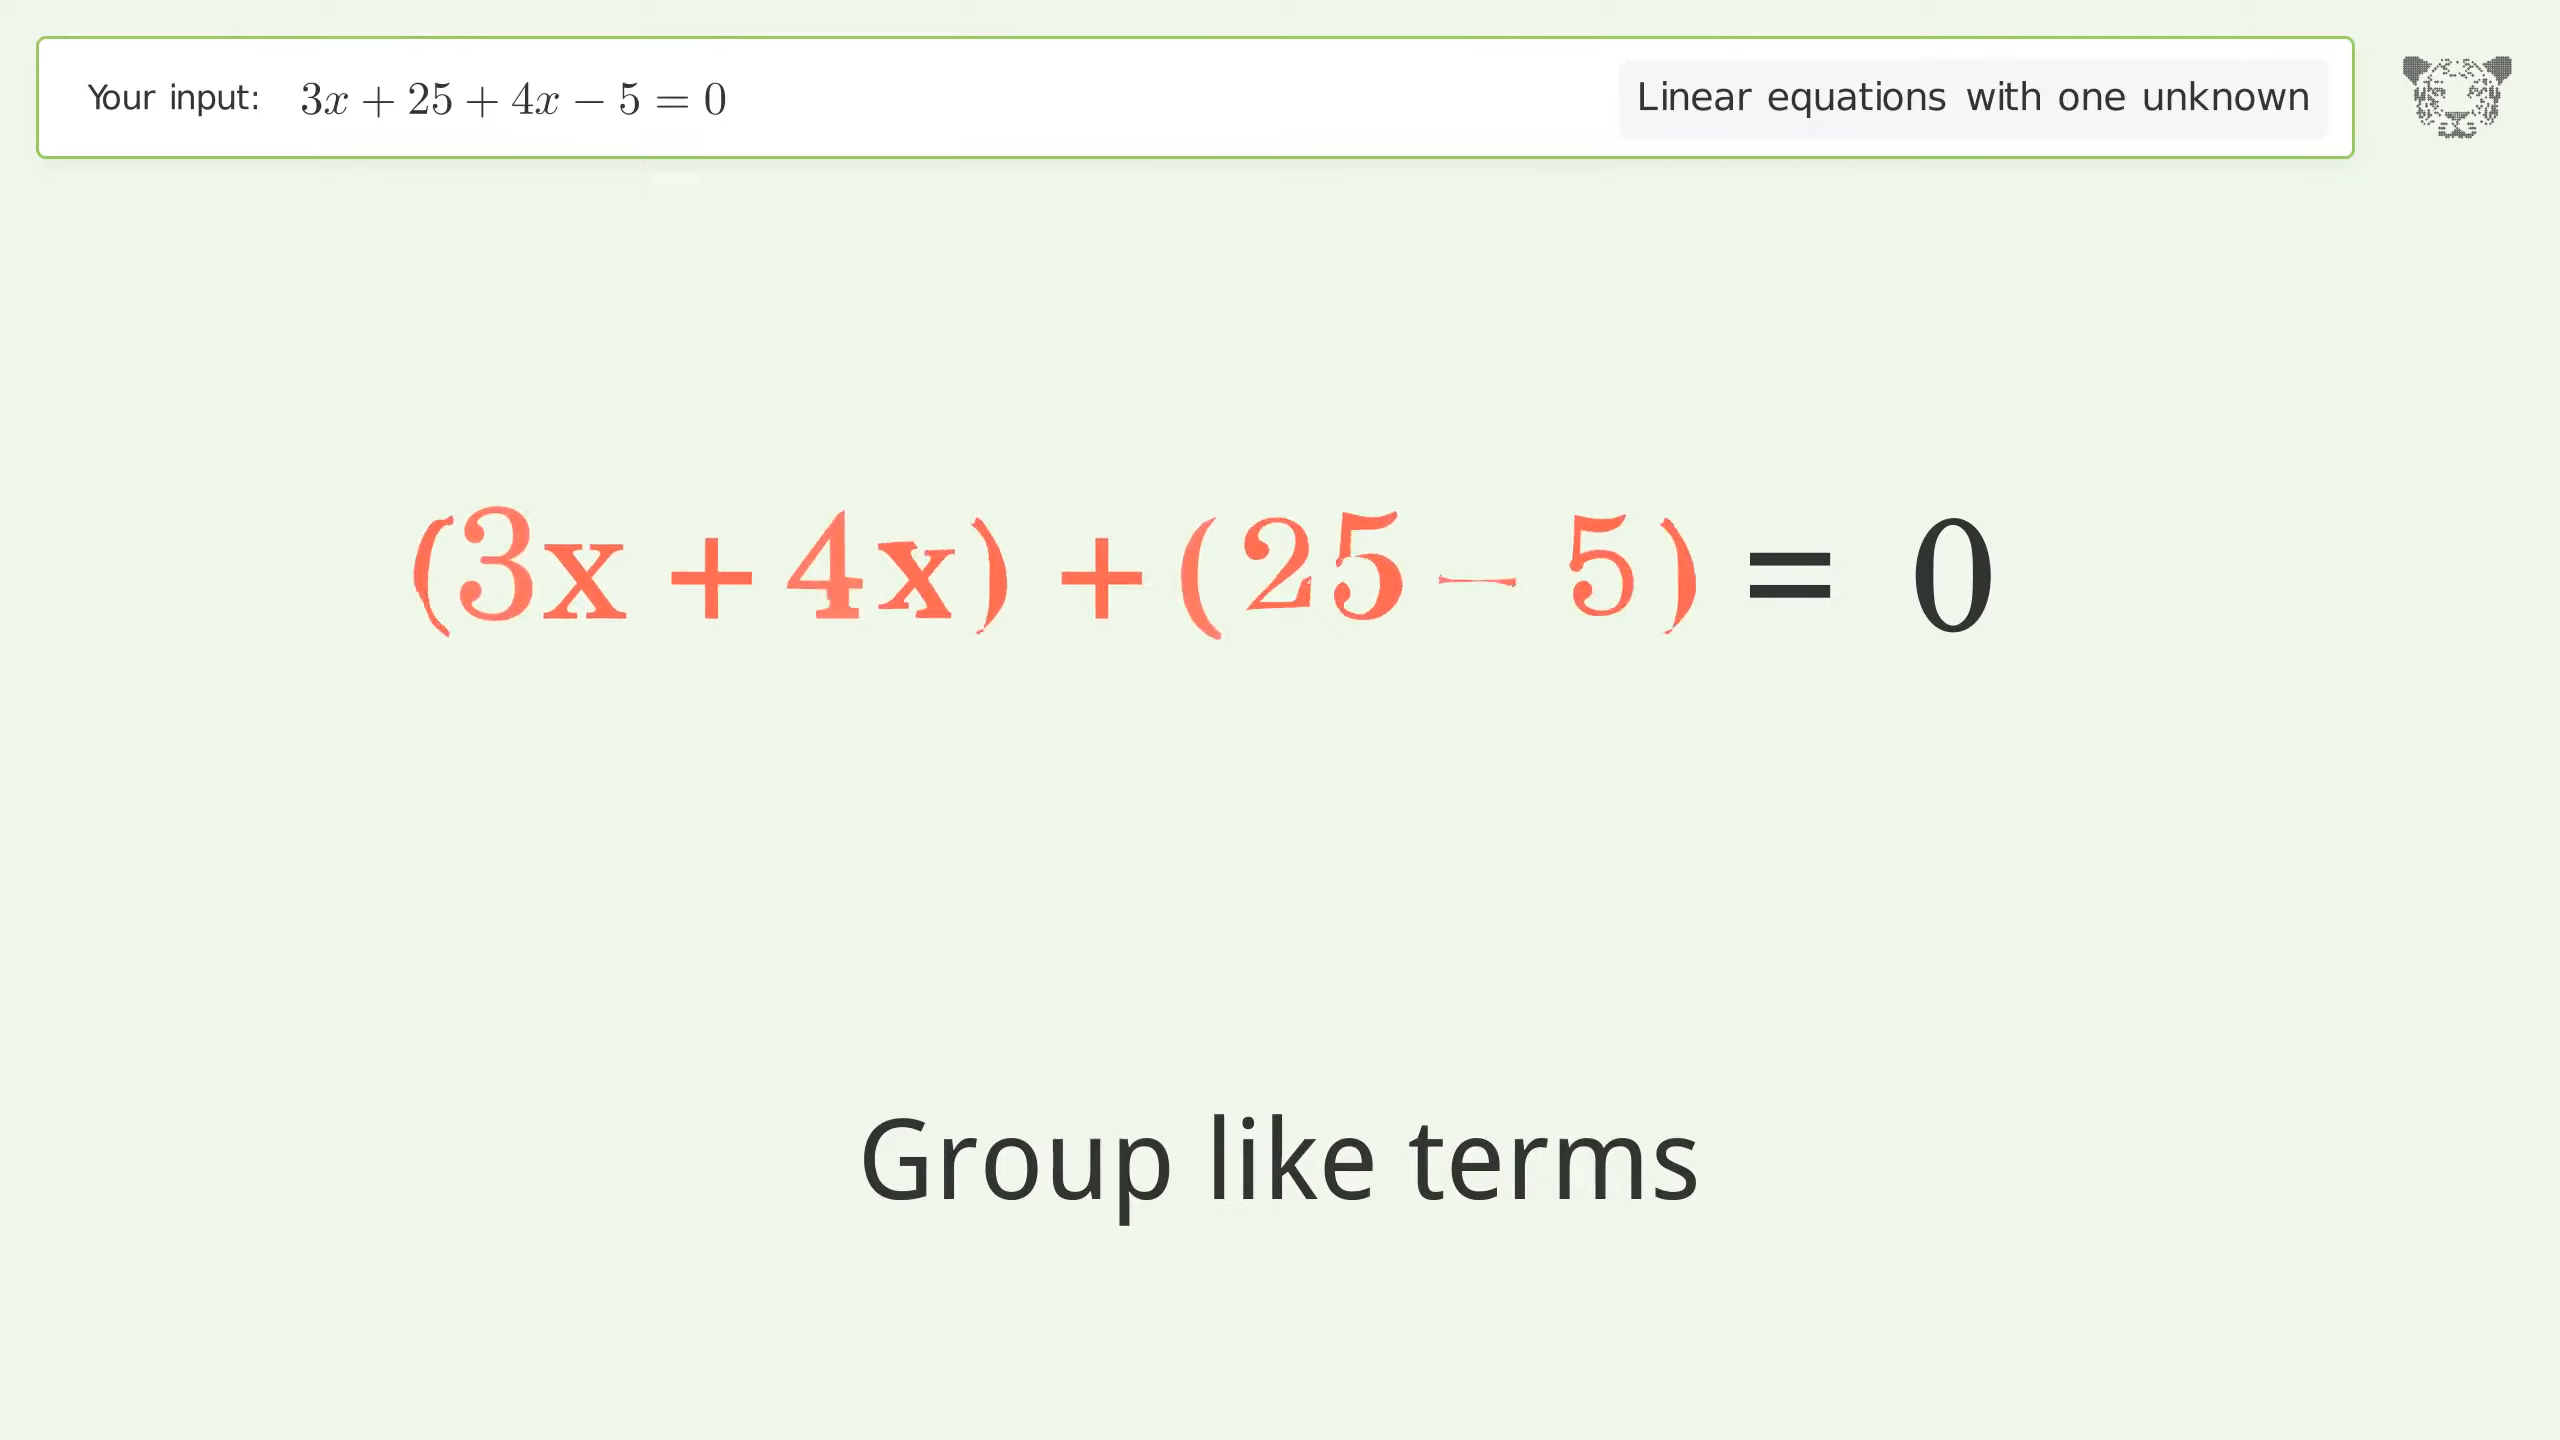 Your input: 3x + 25 + 4x − 5 = 0 Linear equations with one unknown
(3x + 4x) + (25 − 5) = 0
Group like terms